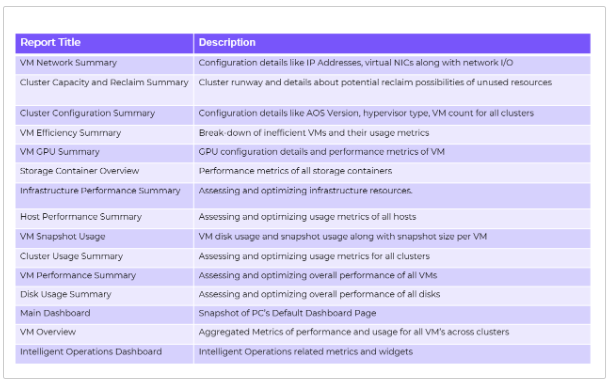 Report Title Description
VM Network Summary Configuration details like IP Addresses, virtual NICs along with network I/O
Cluster Capacity and Reclaim Summary Cluster runway and details about potential reclaim possibilities of unused resources
Cluster Configuration Summary Configuration details like AOS Version, hypervisor type, VM count for all clusters
VM Efficiency Summary Break-down of inefficient VMs and their usage metrics
VM GPU Summary GPU configuration details and performance metrics of VM
Storage Container Overview Performance metrics of all storage containers
Infrastructure Performance Summary Assessing and optimizing infrastructure resources.
Host Performance Summary Assessing and optimizing usage metrics of all hosts
VM Snapshot Usage VM disk usage and snapshot usage along with snapshot size per VM
Cluster Usage Summary Assessing and optimizing usage metrics for all clusters
VM Performance Summary Assessing and optimizing overall performance of all VMs
Disk Usage Summary Assessing and optimizing overall performance of all disks
Main Dashboard Snapshot of PC's Default Dashboard Page
VM Overview Aggregated Metrics of performance and usage for all VM's across clusters
Intelligent Operations Dashboard Intelligent Operations related metrics and widgets